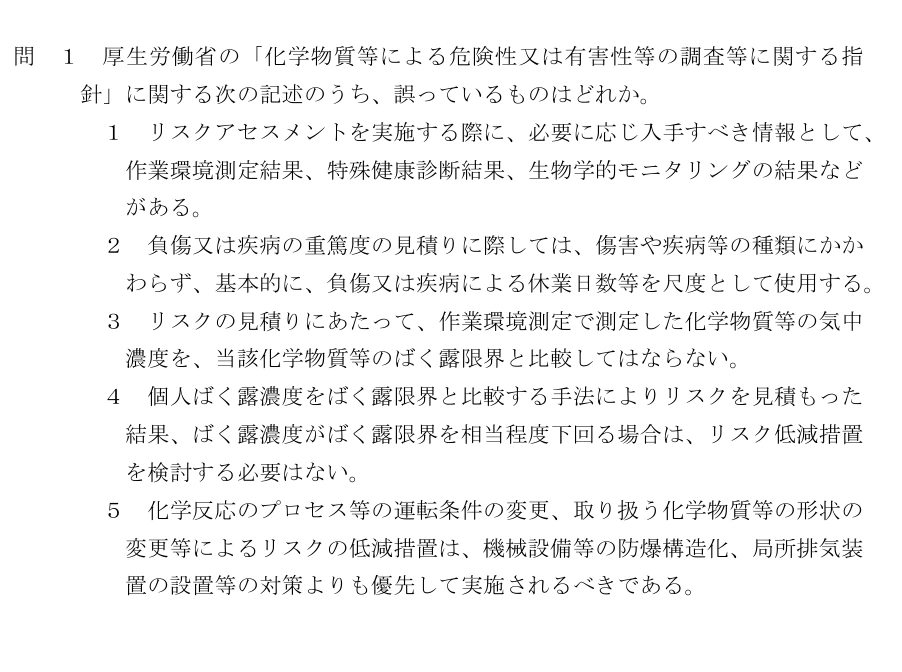 問　１　厚生労働省の「化学物質等による危険性又は有害性等の調査等に関する指
針」に関する次の記述のうち、誤っているものはどれか。
１　リスクアセスメントを実施する際に、必要に応じ入手すべき情報として、
作業環境測定結果、特殊健康診断結果、生物学的モニタリングの結果など
がある。
２　負傷又は疾病の重篤度の見積りに際しては、傷害や疾病等の種類にかか
わらず、基本的に、負傷又は疾病による休業日数等を尺度として使用する。
３　リスクの見積りにあたって、作業環境測定で測定した化学物質等の気中
濃度を、当該化学物質等のばく露限界と比較してはならない。
４　個人ばく露濃度をばく露限界と比較する手法によりリスクを見積もった
結果、ばく露濃度がばく露限界を相当程度下回る場合は、リスク低減措置
を検討する必要はない。
５　化学反応のプロセス等の運転条件の変更、取り扱う化学物質等の形状の
変更等によるリスクの低減措置は、機械設備等の防爆構造化、局所排気装
置の設置等の対策よりも優先して実施されるべきである。